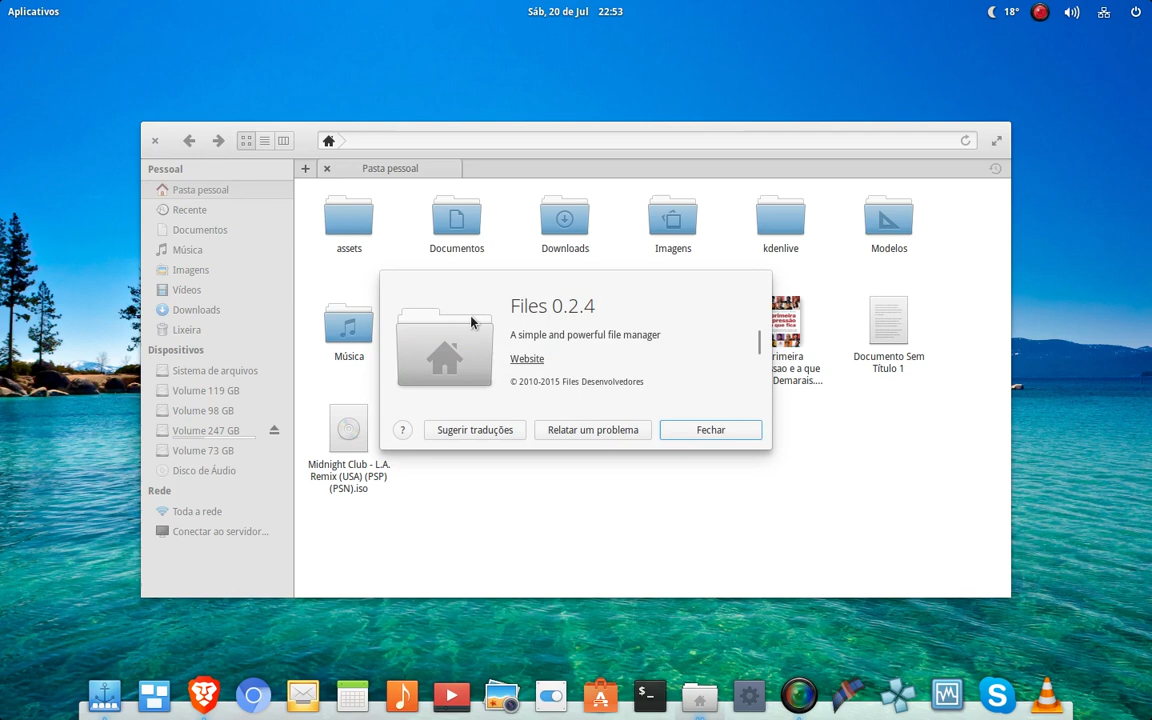 Aplicativos
Sáb, 20 de Jul 22:53
18°
Pessoal
Pasta pessoal
Recente
Documentos
Música
Imagens
Vídeos
Downloads
Lixeira
Dispositivos
Sistema de arquivos
Volume 119 GB
Volume 98 GB
Volume 247 GB
Volume 73 GB
Disco de Áudio
Rede
Toda a rede
Conectar ao servidor...
Pasta pessoal
assets
Documentos
Downloads
Imagens
kdenlive
Modelos
Música
rimeira
sao e a que
Demarais....
Documento Sem
Título 1
Midnight Club - L.A.
Remix (USA) (PSP)
(PSN).iso
Files 0.2.4
A simple and powerful file manager
Website
© 2010-2015 Files Desenvolvedores
?
Sugerir traduções
Relatar um problema
Fechar